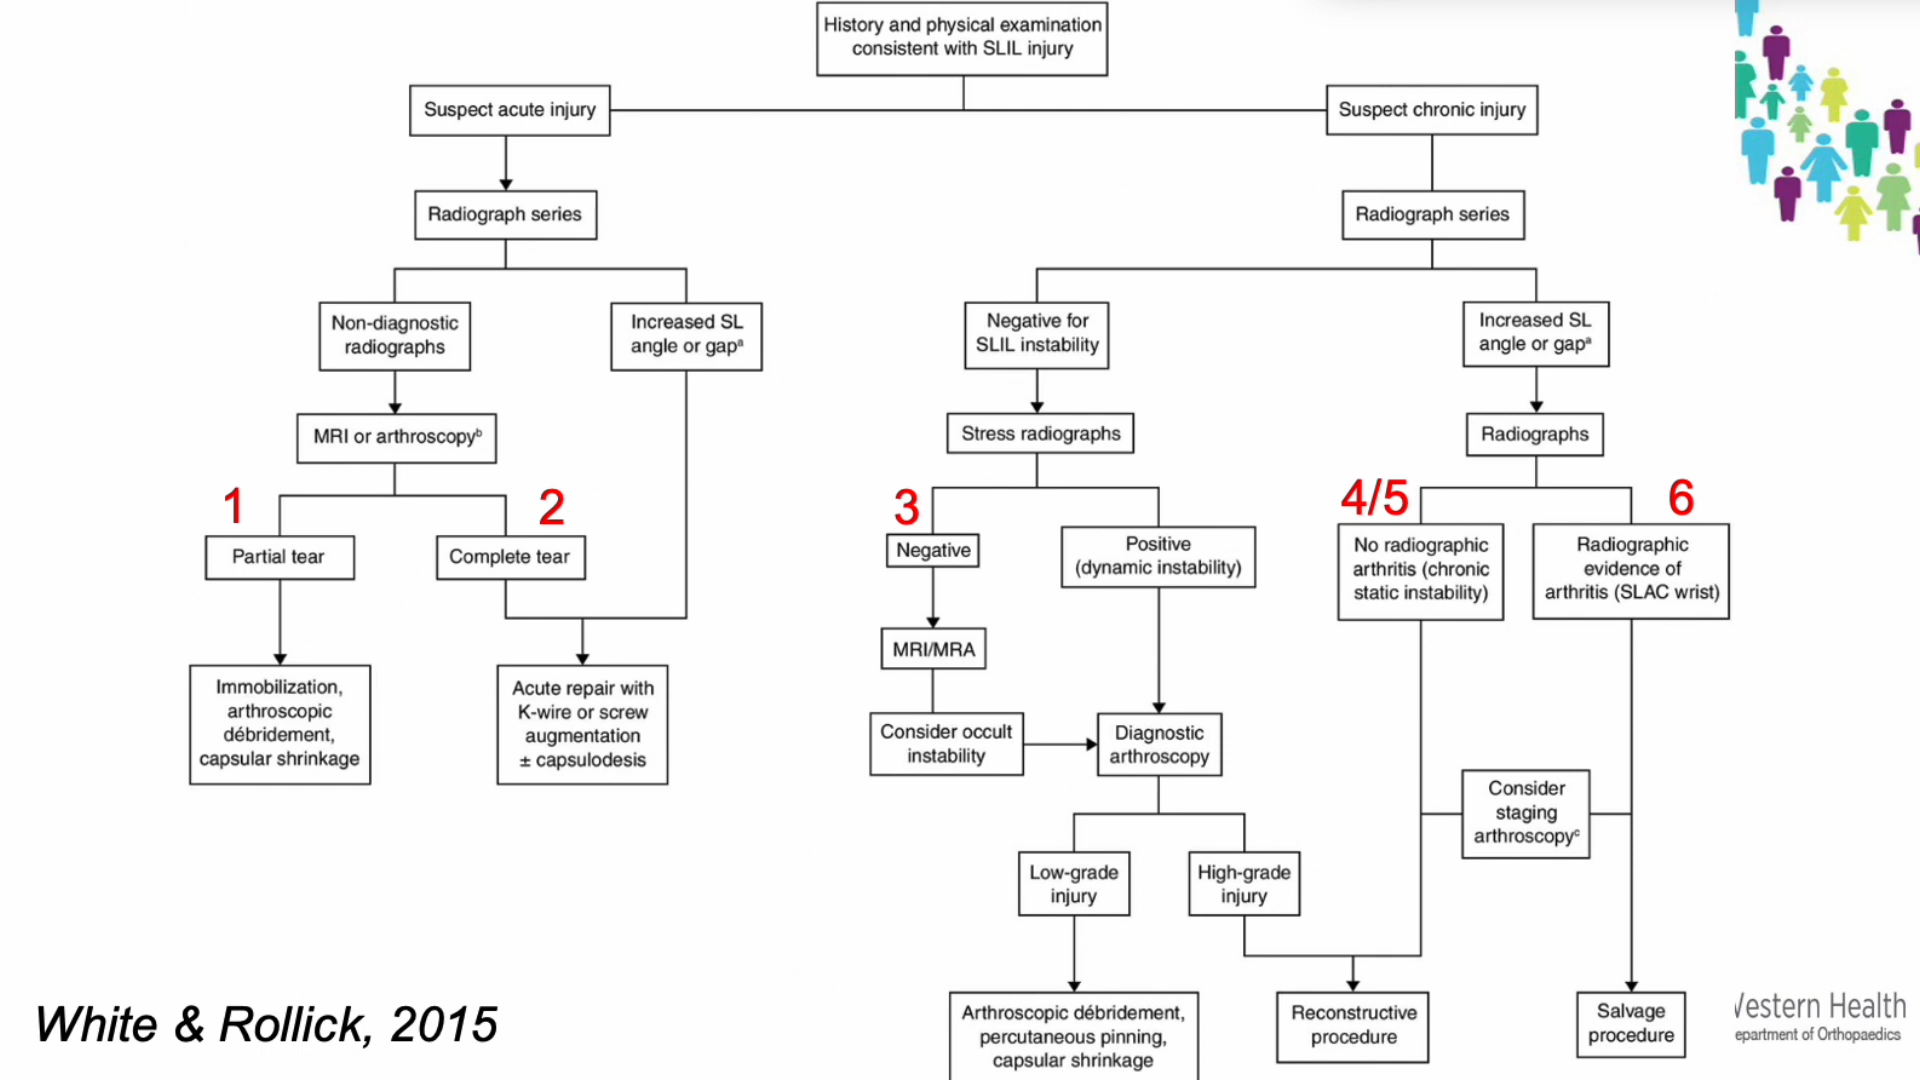 History and physical examination
consistent with SLIL injury
Suspect acute injury
Suspect chronic injury
Radiograph series
Radiograph series
Non-diagnostic
radiographs
Increased SL
angle or gapᵃ
Negative for
SLIL instability
Increased SL
angle or gapᵃ
MRI or arthroscopyᵇ
Stress radiographs
Radiographs
1
2
3
4/5
6
Partial tear
Complete tear
Negative
Positive
(dynamic instability)
No radiographic
arthritis (chronic
static instability)
Radiographic
evidence of
arthritis (SLAC wrist)
MRI/MRA
Immobilization,
arthroscopic
débridement,
capsular shrinkage
Acute repair with
K-wire or screw
augmentation
± capsulodesis
Consider occult
instability
Diagnostic
arthroscopy
Consider
staging
arthroscopyᶜ
Low-grade
injury
High-grade
injury
Arthroscopic débridement,
percutaneous pinning,
capsular shrinkage
Reconstructive
procedure
Salvage
procedure
White & Rollick, 2015
Western Health
epartment of Orthopaedics